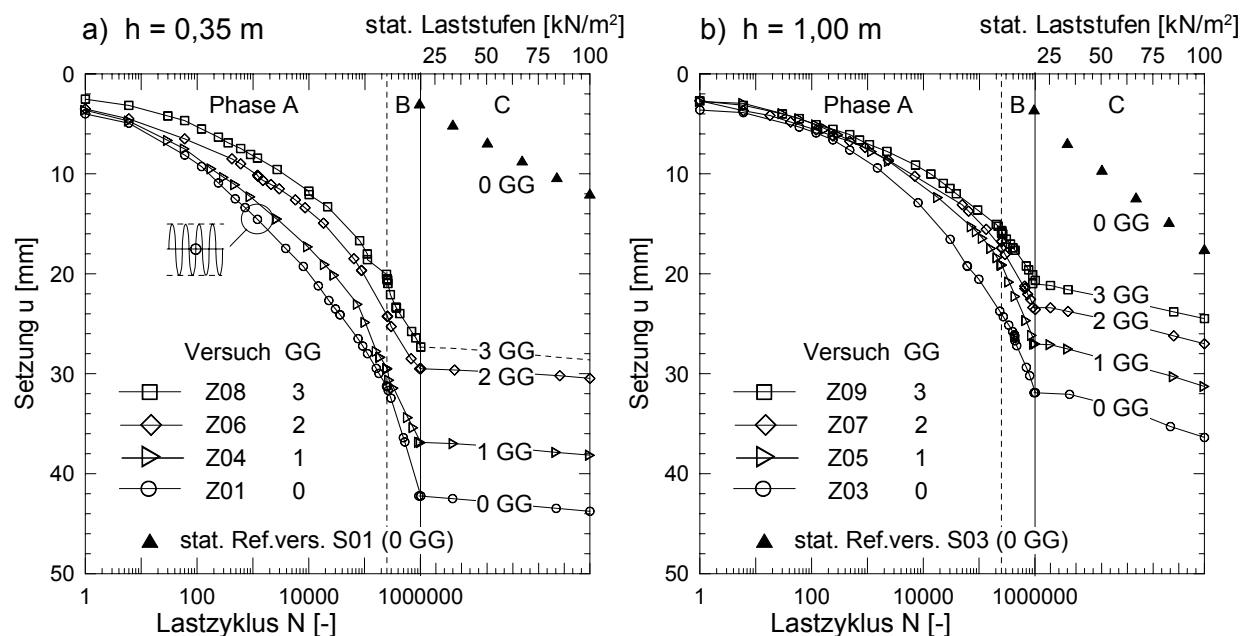 a) h = 0,35 m
stat. Laststufen [kN/m²]
25 50 75 100
0
10
20
30
40
50
Setzung u [mm]
Phase A
B
C
0 GG
3 GG
2 GG
1 GG
0 GG
Versuch GG
Z08 3
Z06 2
Z04 1
Z01 0
stat. Ref.vers. S01 (0 GG)
1 100 10000 1000000
Lastzyklus N [-]
b) h = 1,00 m
stat. Laststufen [kN/m²]
25 50 75 100
0
10
20
30
40
50
Setzung u [mm]
Phase A
B
C
0 GG
3 GG
2 GG
1 GG
0 GG
Versuch GG
Z09 3
Z07 2
Z05 1
Z03 0
stat. Ref.vers. S03 (0 GG)
1 100 10000 1000000
Lastzyklus N [-]